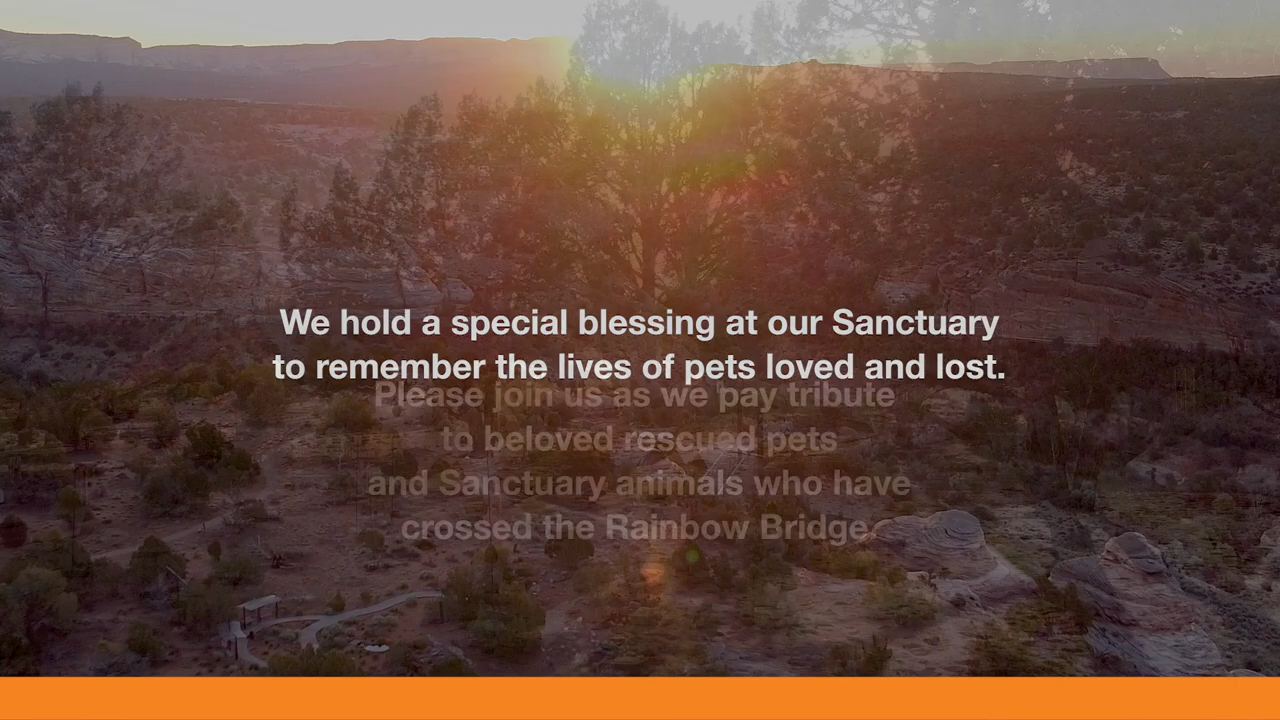 We hold a special blessing at our Sanctuary
to remember the lives of pets loved and lost.
Please join us as we pay tribute
to beloved rescued pets
and Sanctuary animals who have
crossed the Rainbow Bridge.